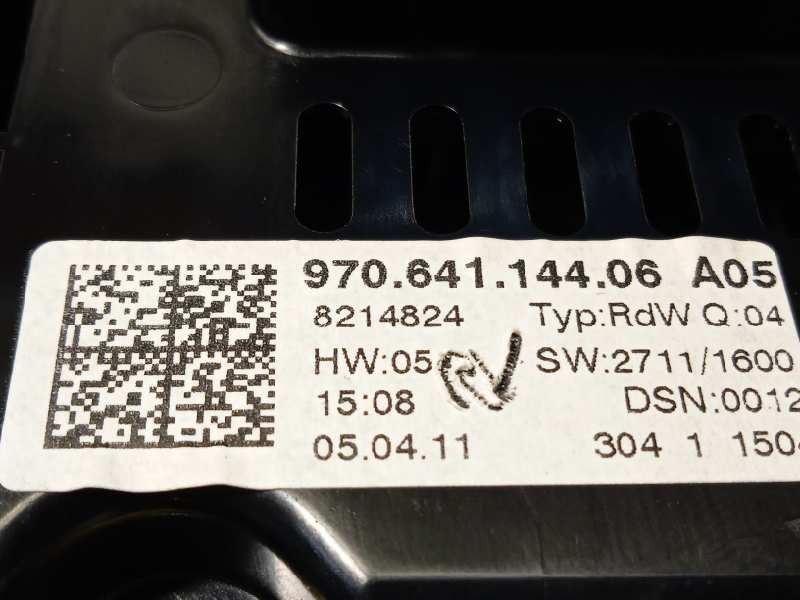 970.641.144.06 A05
8214824 Typ:RdW Q:04
HW:05 SW:2711/1600
15:08 DSN:0012
05.04.11 304 1 1504